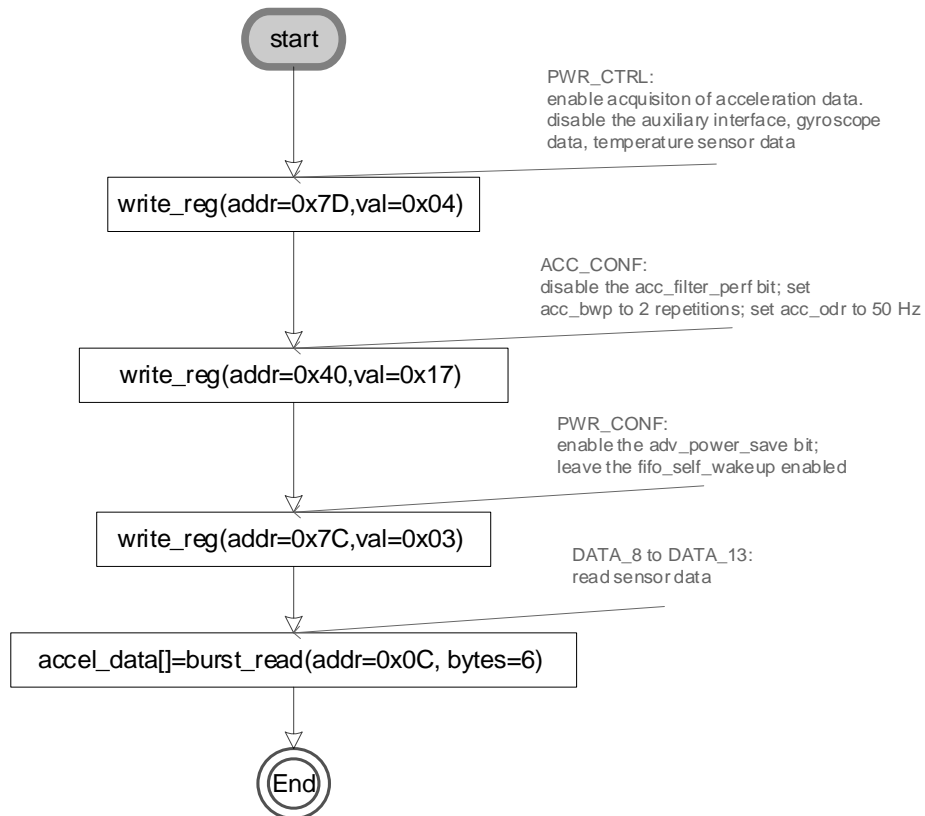 start
PWR_CTRL:
enable acquisiton of acceleration data.
disable the auxiliary interface, gyroscope
data, temperature sensor data
write_reg(addr=0x7D,val=0x04)
ACC_CONF:
disable the acc_filter_perf bit; set
acc_bwp to 2 repetitions; set acc_odr to 50 Hz
write_reg(addr=0x40,val=0x17)
PWR_CONF:
enable the adv_power_save bit;
leave the fifo_self_wakeup enabled
write_reg(addr=0x7C,val=0x03)
DATA_8 to DATA_13:
read sensor data
accel_data[]=burst_read(addr=0x0C, bytes=6)
End